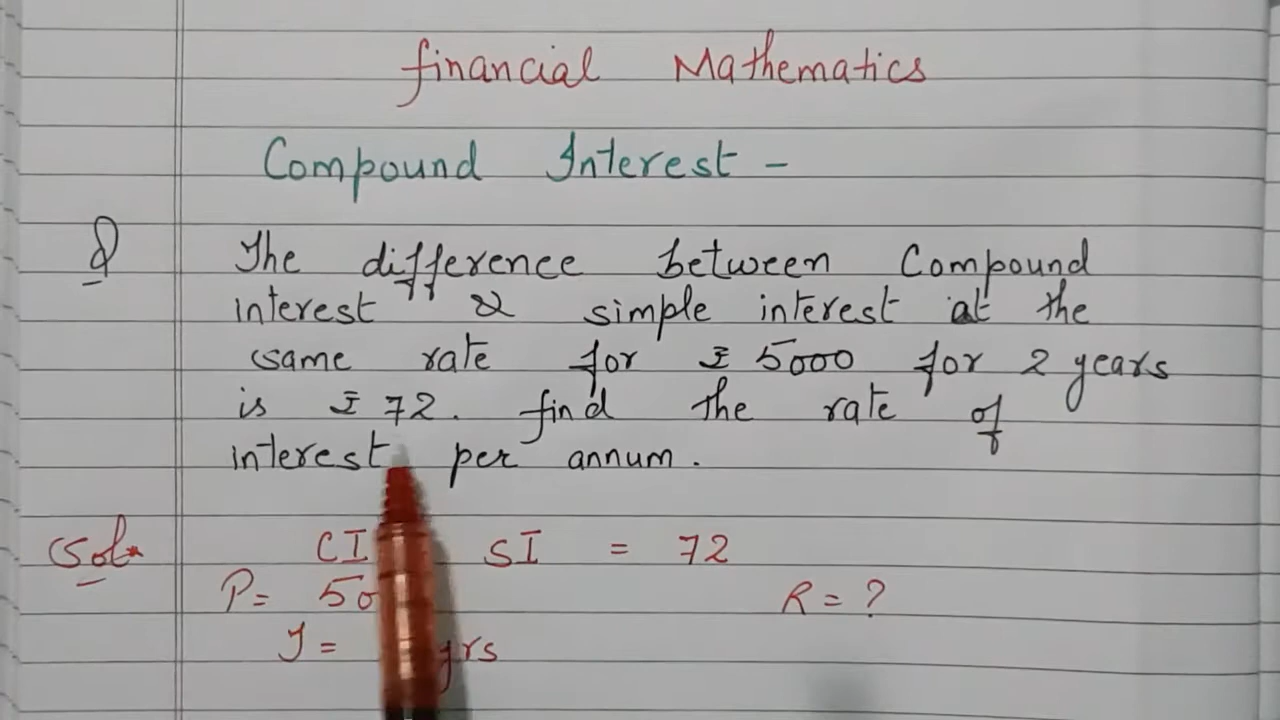 financial Mathematics
Compound Interest -
Q The difference between Compound
interest & simple interest at the
same rate for ₹ 5000 for 2 years
is ₹ 72. find the rate of
interest per annum.
Soln CI SI = 72
P= 50 R = ?
T = yrs